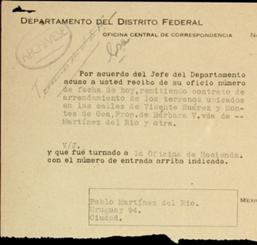 DEPARTAMENTO DEL DISTRITO FEDERAL
OFICINA CENTRAL DE CORRESPONDENCIA
ARCHIVESE
Por acuerdo del Jefe del Departamento
acuso a usted recibo de su oficio número
de fecha de hoy, remitiendo contrato de
arrendamiento de los terrenos ubicados
en las calles de Vicente Suárez y Mon-
tes de Oca, Prop. de Bárbara V. vda de --
Martínez del Río y otra.
y que fué turnado a la Oficina de Hacienda.
con el número de entrada arriba indicado.
MEXI
Pablo Martínez del Río.
Uruguay 94.
Ciudad.